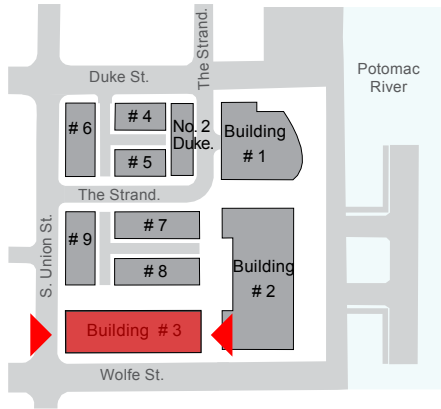 The Strand.
Duke St.
Potomac
River
# 6
# 4
# 5
No. 2
Duke.
Building
# 1
The Strand.
S. Union St.
# 9
# 7
# 8
Building
# 2
Building # 3
Wolfe St.